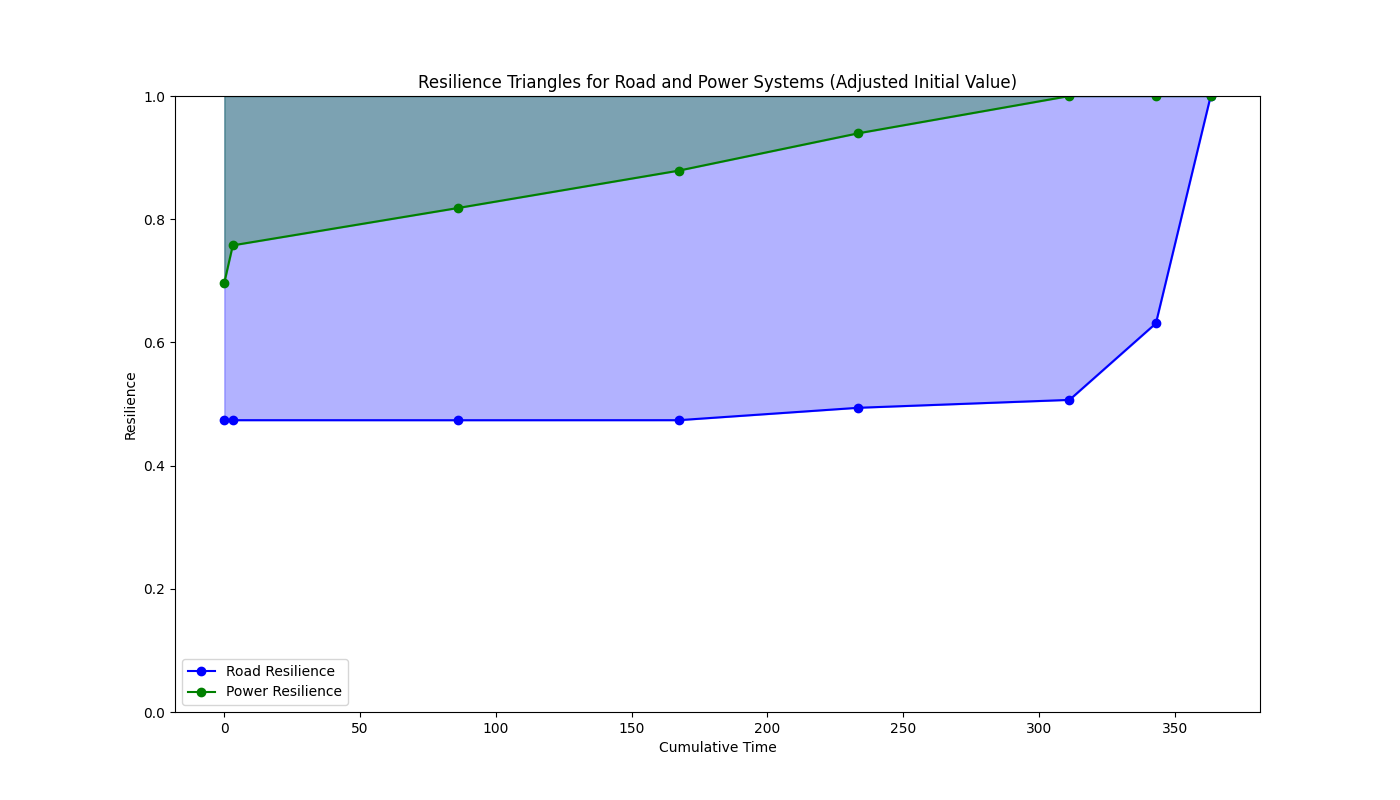 Resilience Triangles for Road and Power Systems (Adjusted Initial Value)
1.0
0.8
0.6
0.4
0.2
0.0
Resilience
Road Resilience
Power Resilience
0 50 100 150 200 250 300 350
Cumulative Time